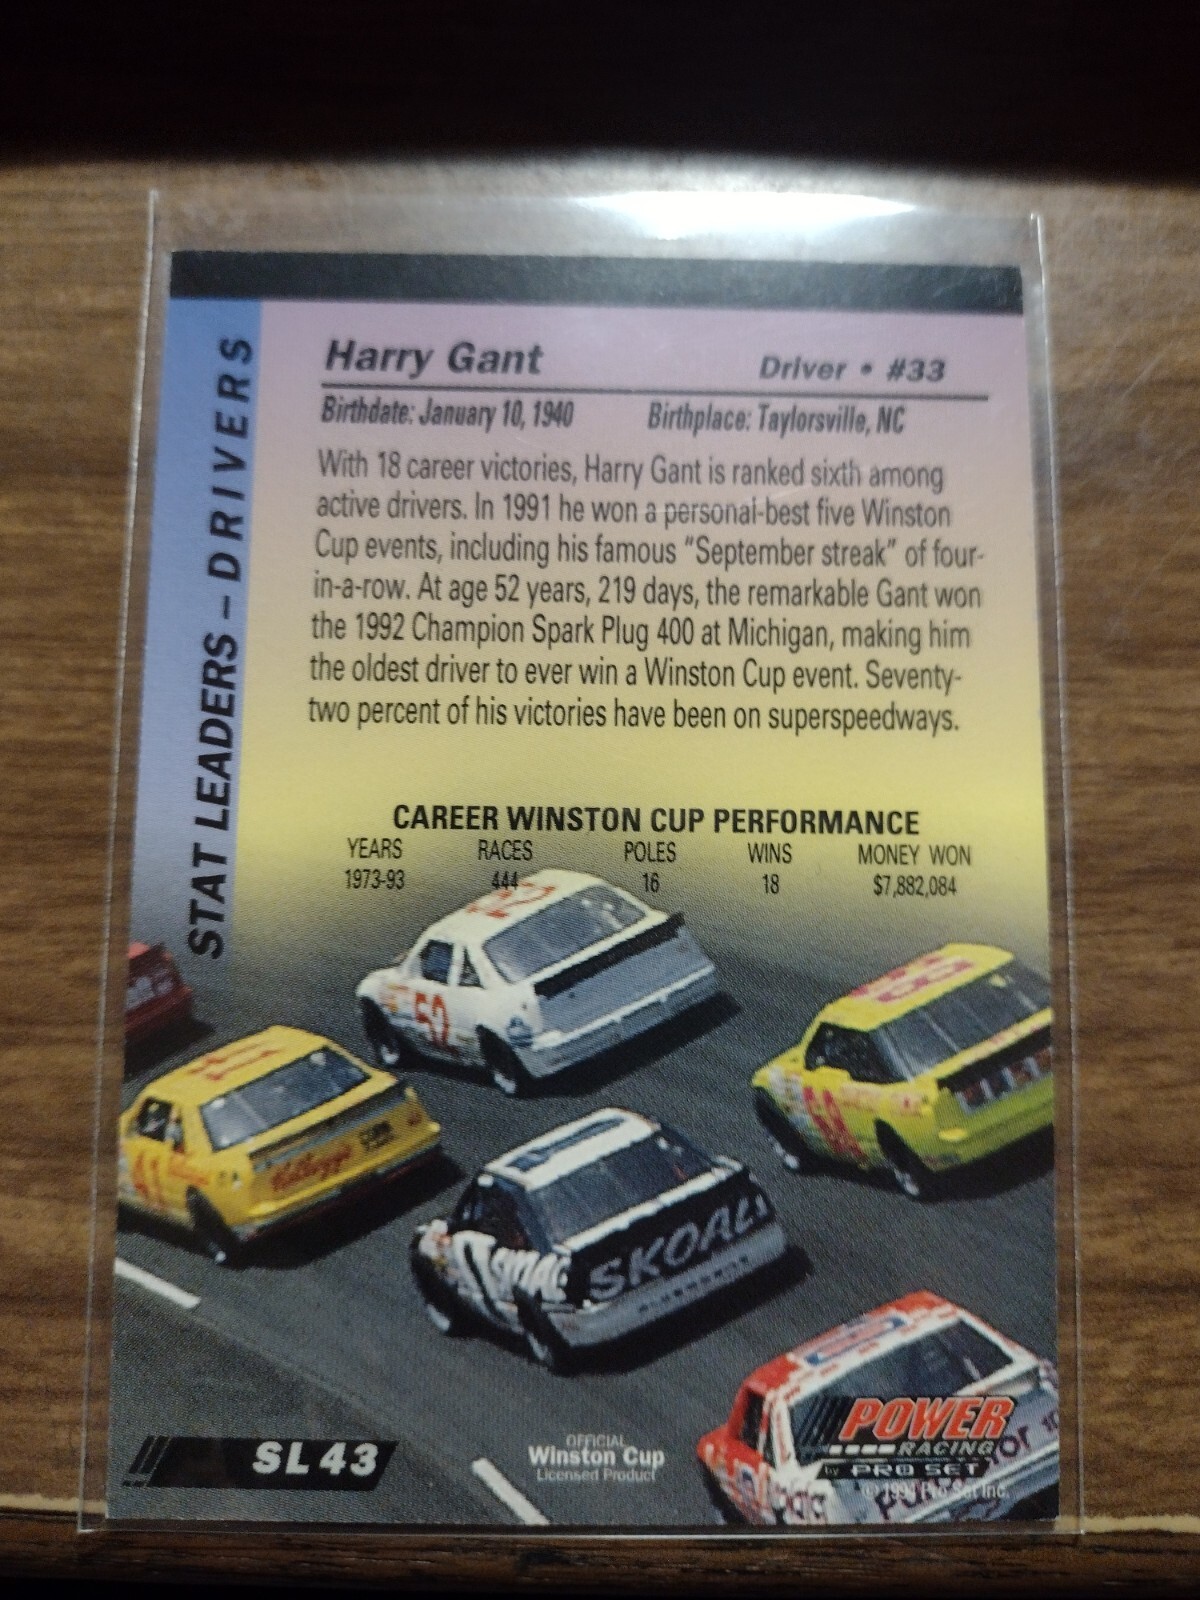 STAT LEADERS – DRIVERS
Harry Gant
Driver • #33
Birthdate: January 10, 1940
Birthplace: Taylorsville, NC
With 18 career victories, Harry Gant is ranked sixth among
active drivers. In 1991 he won a personal-best five Winston
Cup events, including his famous "September streak" of four-
in-a-row. At age 52 years, 219 days, the remarkable Gant won
the 1992 Champion Spark Plug 400 at Michigan, making him
the oldest driver to ever win a Winston Cup event. Seventy-
two percent of his victories have been on superspeedways.
CAREER WINSTON CUP PERFORMANCE
YEARS RACES POLES WINS MONEY WON
1973-93 444 16 18 $7,882,084
52
52
41
Kellogg's
SKOAL
SL 43
OFFICIAL
Winston Cup
Licensed Product
POWER
RACING
by PRO SET
© 1994 Pro Set Inc.